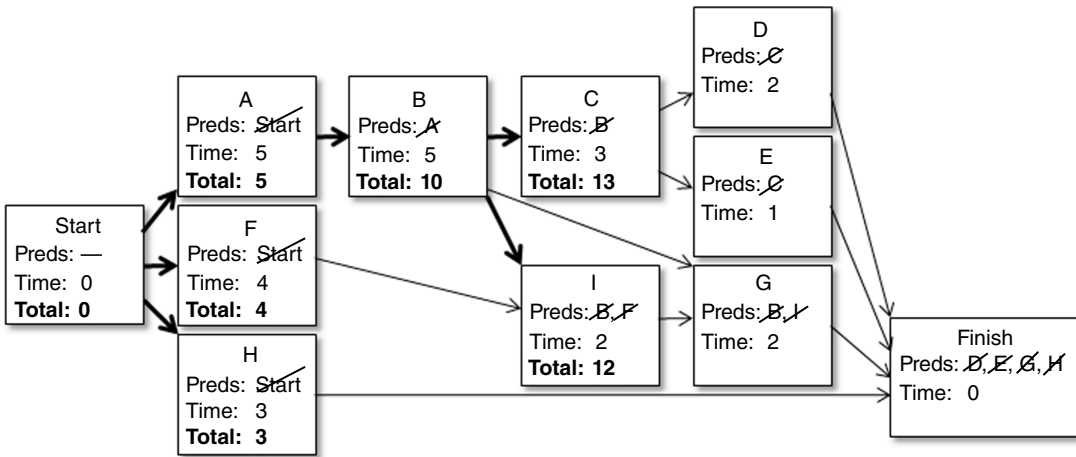 Start
Preds: —
Time: 0
Total: 0
A
Preds: Start
Time: 5
Total: 5
F
Preds: Start
Time: 4
Total: 4
H
Preds: Start
Time: 3
Total: 3
B
Preds: A
Time: 5
Total: 10
C
Preds: B
Time: 3
Total: 13
I
Preds: B, F
Time: 2
Total: 12
D
Preds: C
Time: 2
E
Preds: C
Time: 1
G
Preds: B, I
Time: 2
Finish
Preds: D, E, G, H
Time: 0